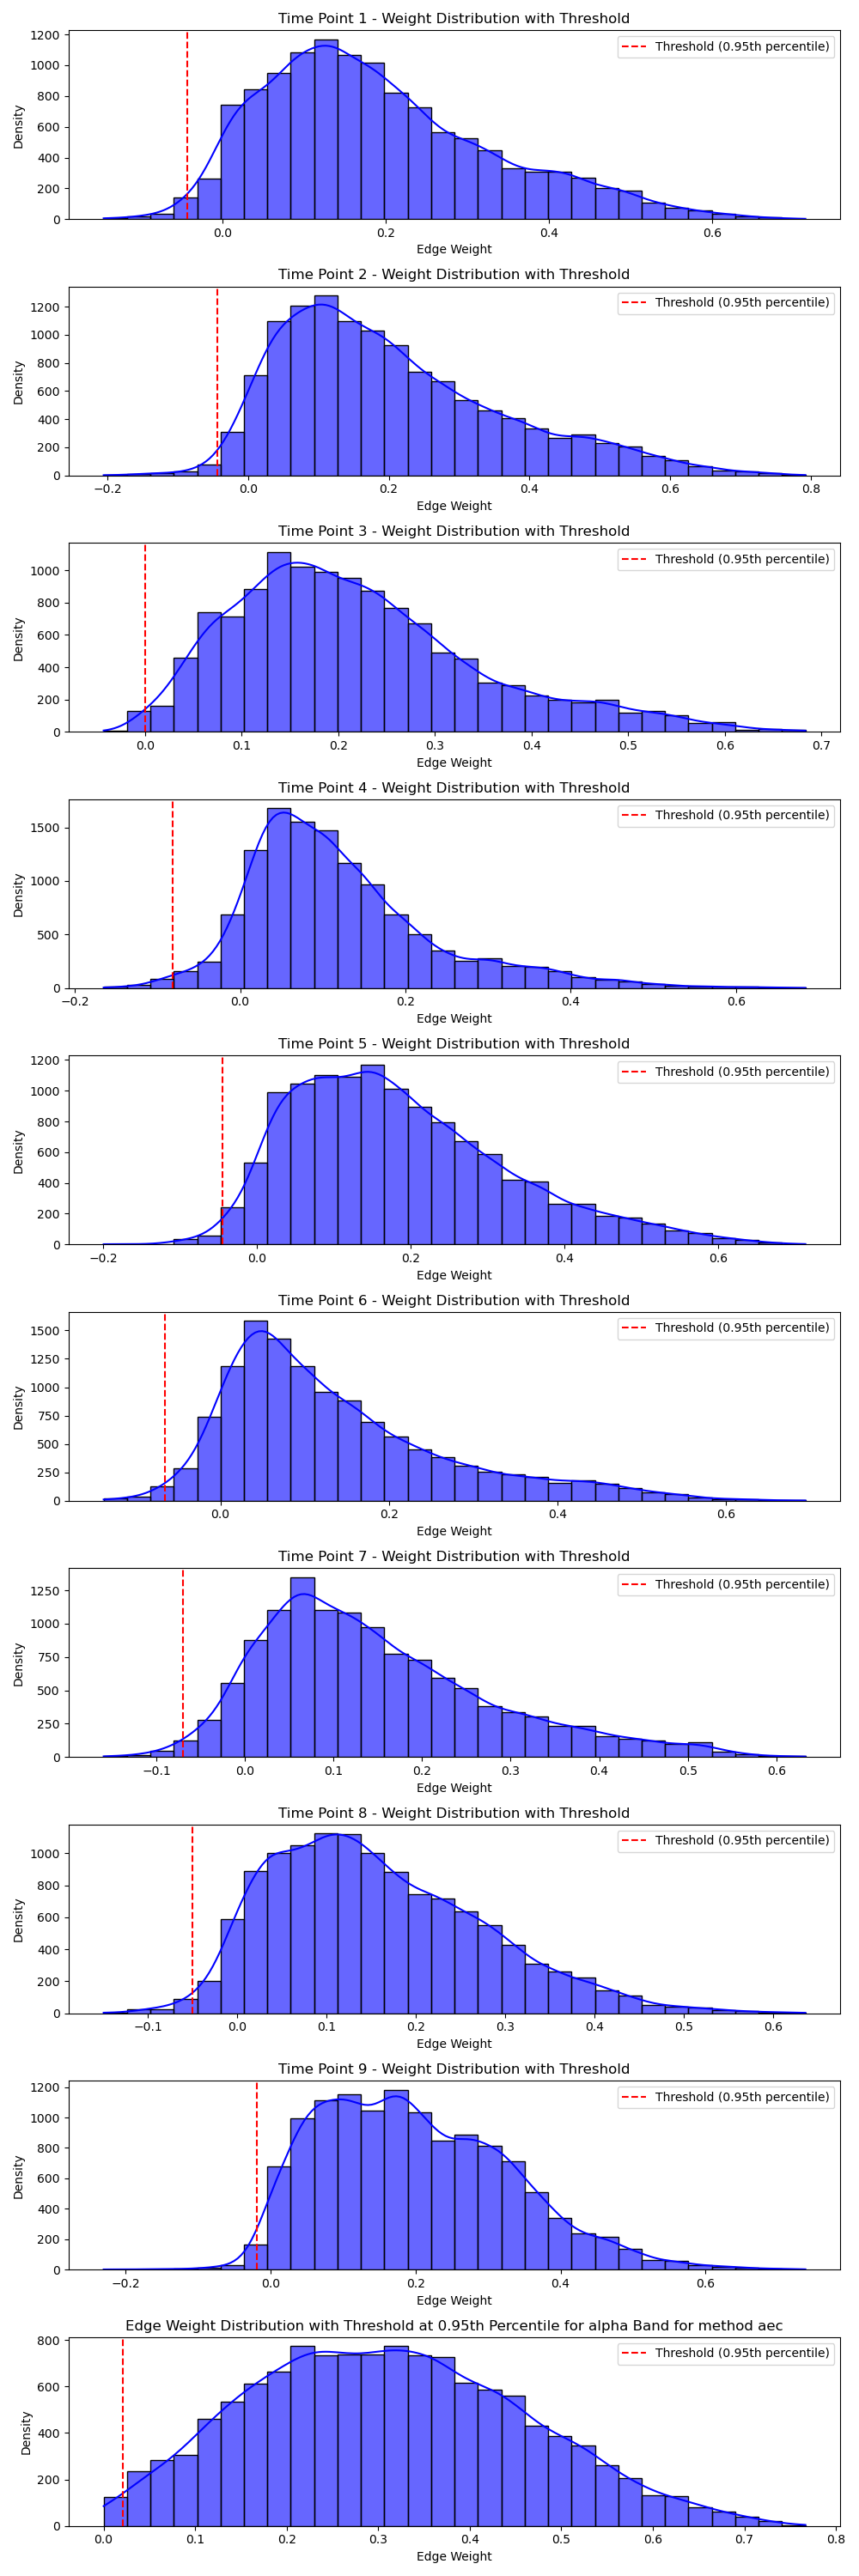 Time Point 1 - Weight Distribution with Threshold
Threshold (0.95th percentile)
Density
1200
1000
800
600
400
200
0
0.0 0.2 0.4 0.6
Edge Weight
Time Point 2 - Weight Distribution with Threshold
Threshold (0.95th percentile)
Density
1200
1000
800
600
400
200
0
−0.2 0.0 0.2 0.4 0.6 0.8
Edge Weight
Time Point 3 - Weight Distribution with Threshold
Threshold (0.95th percentile)
Density
1000
800
600
400
200
0
0.0 0.1 0.2 0.3 0.4 0.5 0.6 0.7
Edge Weight
Time Point 4 - Weight Distribution with Threshold
Threshold (0.95th percentile)
Density
1500
1000
500
0
−0.2 0.0 0.2 0.4 0.6
Edge Weight
Time Point 5 - Weight Distribution with Threshold
Threshold (0.95th percentile)
Density
1200
1000
800
600
400
200
0
−0.2 0.0 0.2 0.4 0.6
Edge Weight
Time Point 6 - Weight Distribution with Threshold
Threshold (0.95th percentile)
Density
1500
1250
1000
750
500
250
0
0.0 0.2 0.4 0.6
Edge Weight
Time Point 7 - Weight Distribution with Threshold
Threshold (0.95th percentile)
Density
1250
1000
750
500
250
0
−0.1 0.0 0.1 0.2 0.3 0.4 0.5 0.6
Edge Weight
Time Point 8 - Weight Distribution with Threshold
Threshold (0.95th percentile)
Density
1000
800
600
400
200
0
−0.1 0.0 0.1 0.2 0.3 0.4 0.5 0.6
Edge Weight
Time Point 9 - Weight Distribution with Threshold
Threshold (0.95th percentile)
Density
1200
1000
800
600
400
200
0
−0.2 0.0 0.2 0.4 0.6
Edge Weight
Edge Weight Distribution with Threshold at 0.95th Percentile for alpha Band for method aec
Threshold (0.95th percentile)
Density
800
600
400
200
0
0.0 0.1 0.2 0.3 0.4 0.5 0.6 0.7 0.8
Edge Weight